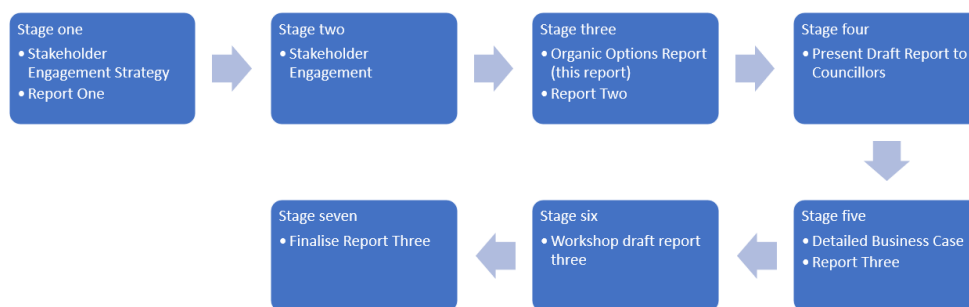 Stage one
• Stakeholder
Engagement Strategy
• Report One
Stage two
• Stakeholder
Engagement
Stage three
• Organic Options Report
(this report)
• Report Two
Stage four
• Present Draft Report to
Councillors
Stage five
• Detailed Business Case
• Report Three
Stage six
• Workshop draft report
three
Stage seven
• Finalise Report Three